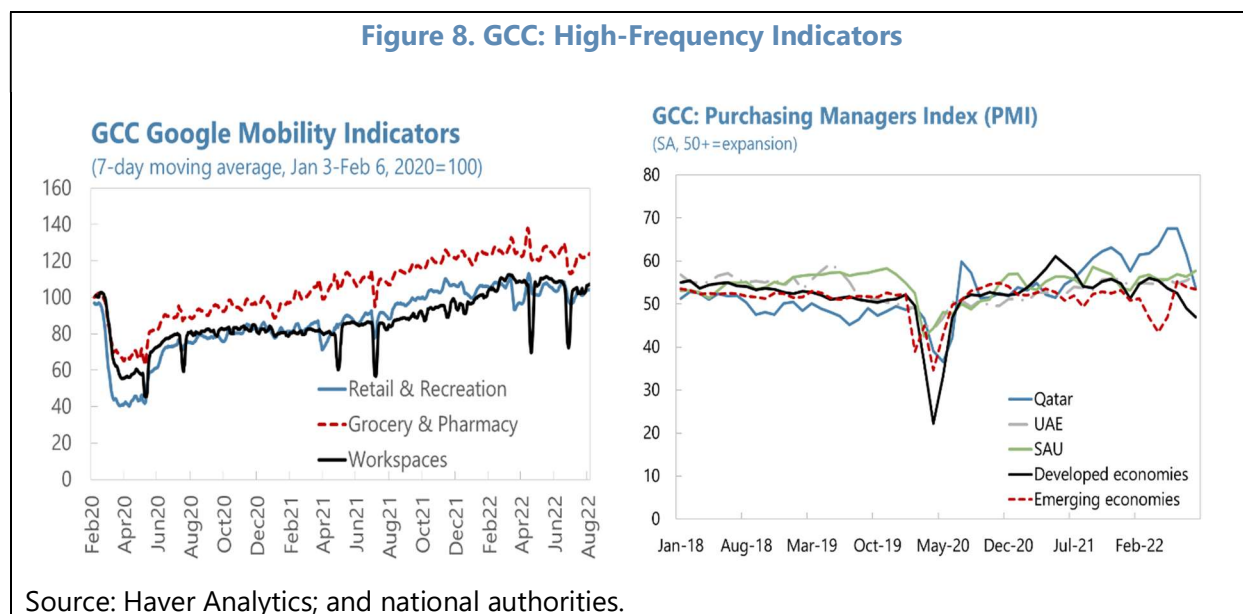 Figure 8. GCC: High-Frequency Indicators
GCC Google Mobility Indicators
(7-day moving average, Jan 3-Feb 6, 2020=100)
160
140
120
100
80
60
40
20
0
Retail & Recreation
Grocery & Pharmacy
Workspaces
Feb20
Apr20
Jun20
Aug20
Oct20
Dec20
Feb21
Apr21
Jun21
Aug21
Oct21
Dec21
Feb22
Apr22
Jun22
Aug22
GCC: Purchasing Managers Index (PMI)
(SA, 50+=expansion)
80
70
60
50
40
30
20
10
0
Qatar
UAE
SAU
Developed economies
Emerging economies
Jan-18
Aug-18
Mar-19
Oct-19
May-20
Dec-20
Jul-21
Feb-22
Source: Haver Analytics; and national authorities.